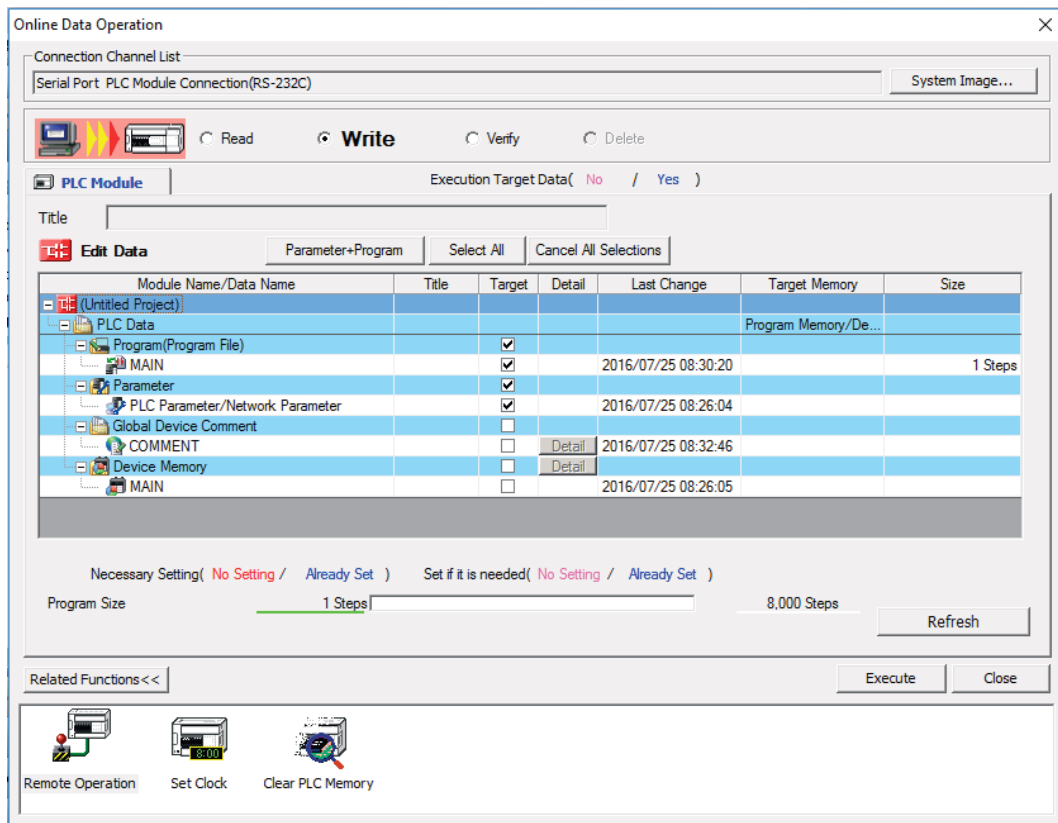 Online Data Operation
Connection Channel List
Serial Port PLC Module Connection(RS-232C)
System Image...
Read
Write
Verify
Delete
PLC Module
Execution Target Data( No / Yes )
Title
Edit Data
Parameter+Program
Select All
Cancel All Selections
Module Name/Data Name Title Target Detail Last Change Target Memory Size
(Untitled Project)
PLC Data Program Memory/De...
Program(Program File)
MAIN 2016/07/25 08:30:20 1 Steps
Parameter
PLC Parameter/Network Parameter 2016/07/25 08:26:04
Global Device Comment
COMMENT Detail 2016/07/25 08:32:46
Device Memory Detail
MAIN 2016/07/25 08:26:05
Necessary Setting( No Setting / Already Set ) Set if it is needed( No Setting / Already Set )
Program Size 1 Steps 8,000 Steps
Refresh
Related Functions<<
Execute
Close
8:00
Remote Operation
Set Clock
Clear PLC Memory